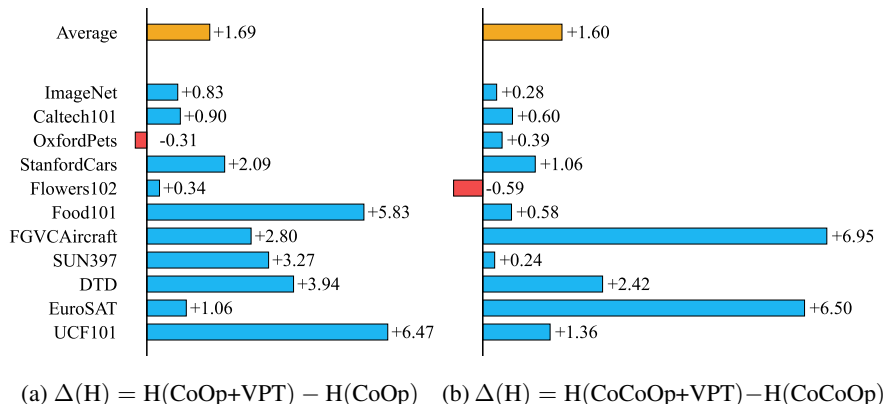 Average +1.69 +1.60
ImageNet +0.83 +0.28
Caltech101 +0.90 +0.60
OxfordPets -0.31 +0.39
StanfordCars +2.09 +1.06
Flowers102 +0.34 -0.59
Food101 +5.83 +0.58
FGVCAircraft +2.80 +6.95
SUN397 +3.27 +0.24
DTD +3.94 +2.42
EuroSAT +1.06 +6.50
UCF101 +6.47 +1.36
(a) Δ(H) = H(CoOp+VPT) − H(CoOp) (b) Δ(H) = H(CoCoOp+VPT)−H(CoCoOp)